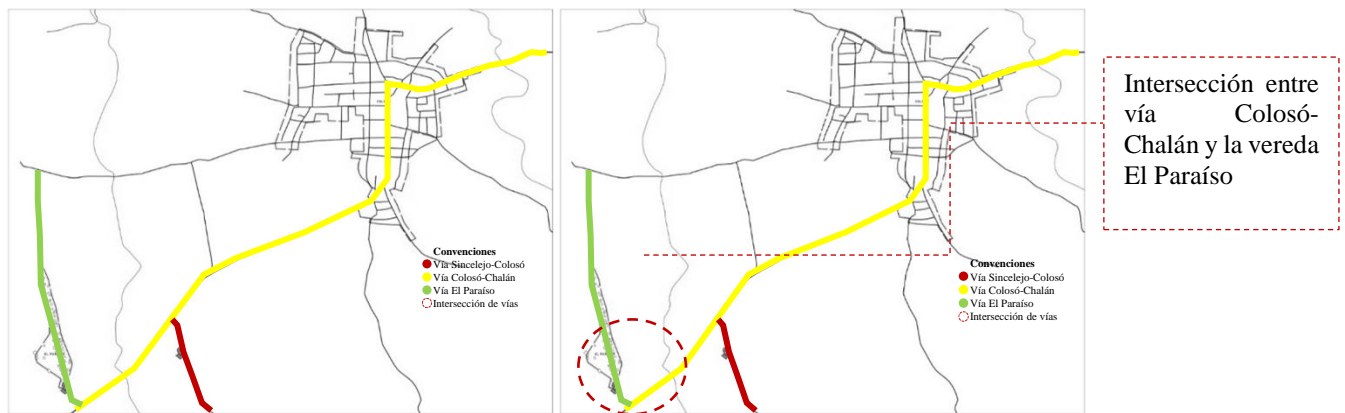 Convenciones
Vía Sincelejo-Colosó
Vía Colosó-Chalán
Vía El Paraíso
Intersección de vías
Convenciones
Vía Sincelejo-Colosó
Vía Colosó-Chalán
Vía El Paraíso
Intersección de vías
Intersección entre
vía Colosó-
Chalán y la vereda
El Paraíso